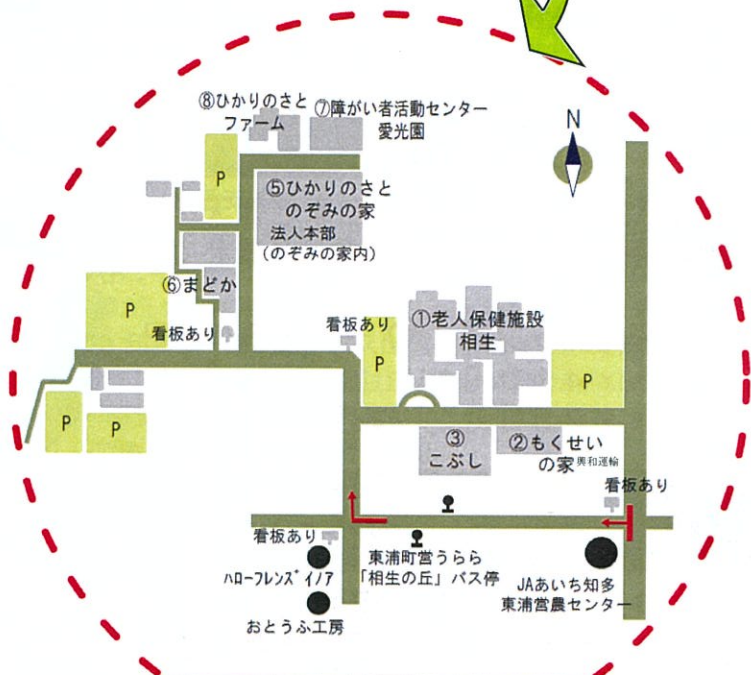 ⑧ひかりのさと
ファーム
⑦障がい者活動センター
愛光園
N
P
⑤ひかりのさと
のぞみの家
法人本部
(のぞみの家内)
⑥まどか
P
看板あり
看板あり
P
①老人保健施設
相生
P
P
P
③
こぶし
②もくせい
の家
興和運輸
看板あり
看板あり
ハローフレンズﾞイノア
おとうふ工房
東浦町営うらら
「相生の丘」バス停
JAあいち知多
東浦営農センター